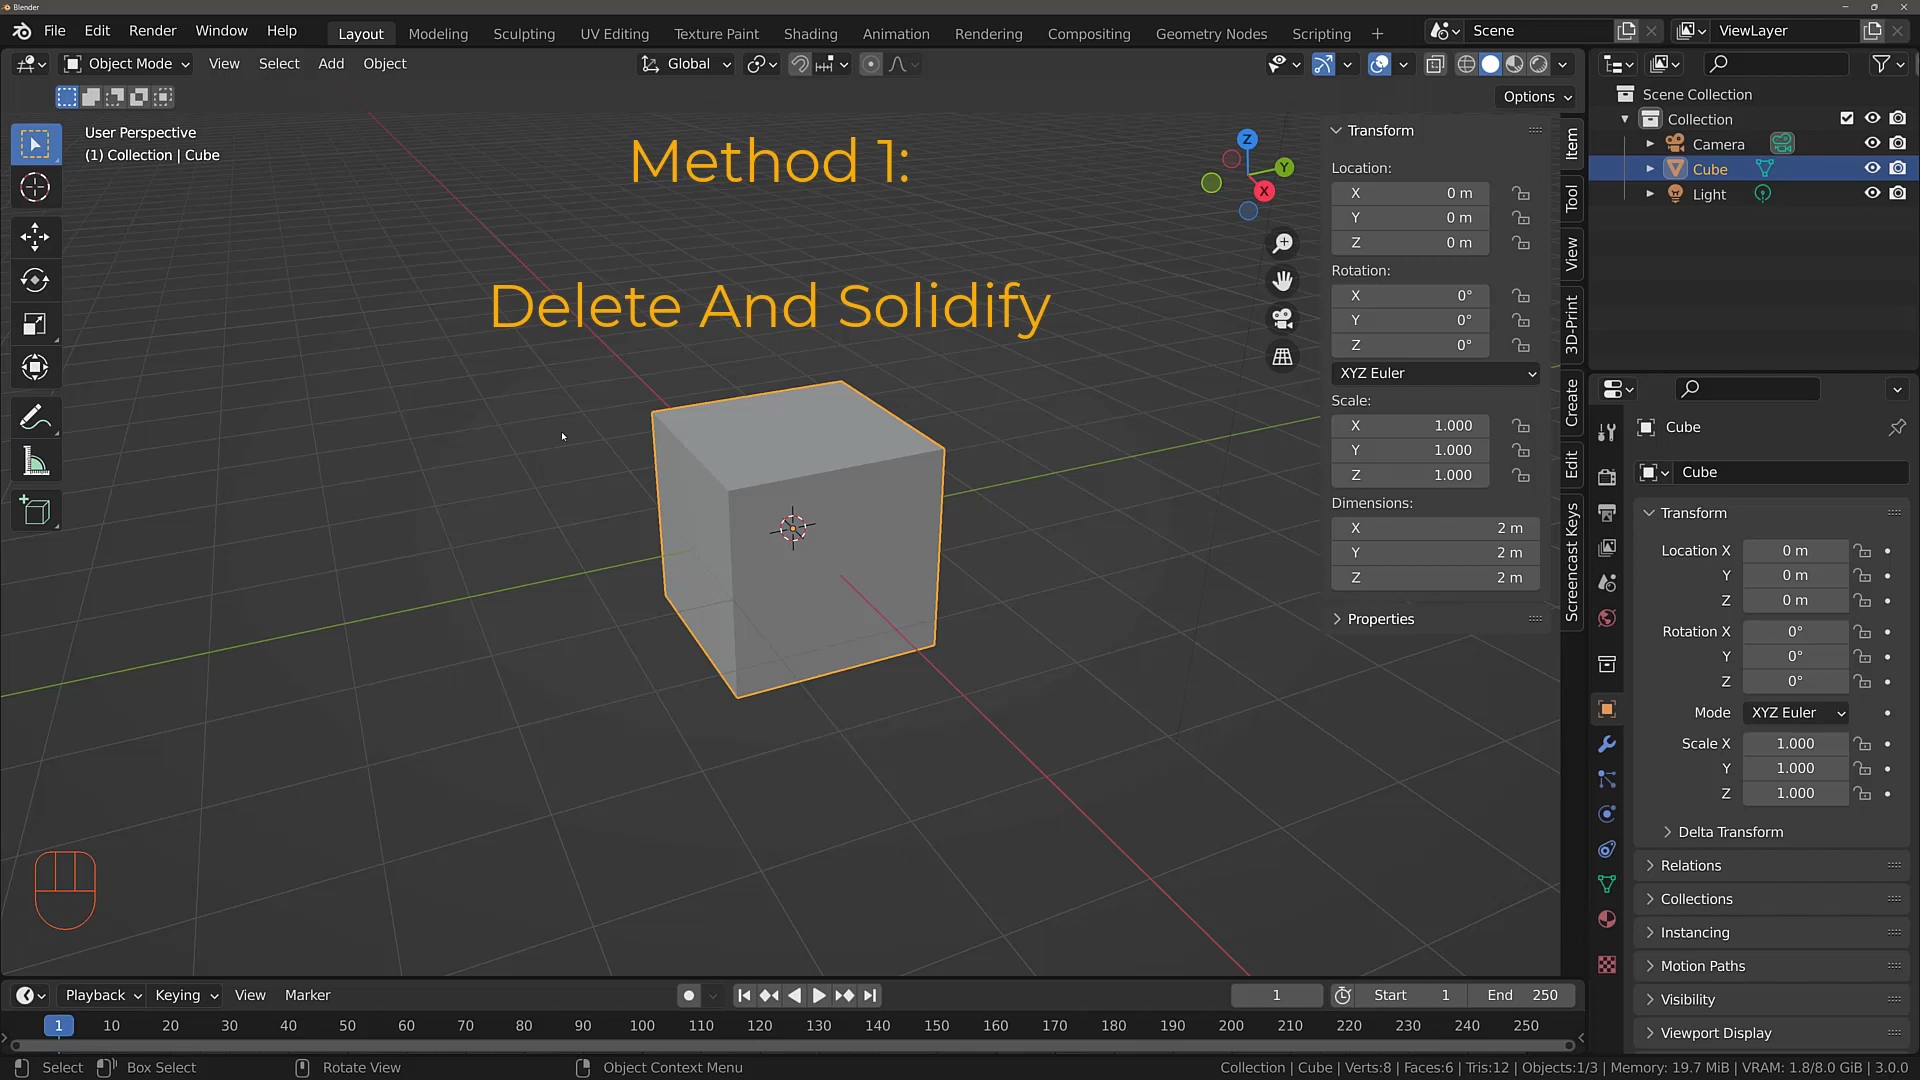 Blender
File Edit Render Window Help Layout Modeling Sculpting UV Editing Texture Paint Shading Animation Rendering Compositing Geometry Nodes Scripting + Scene ViewLayer
Object Mode View Select Add Object Global
Options
User Perspective
(1) Collection | Cube
Method 1:
Delete And Solidify
Z
Y
X
Transform
Location:
X 0 m
Y 0 m
Z 0 m
Rotation:
X 0°
Y 0°
Z 0°
XYZ Euler
Scale:
X 1.000
Y 1.000
Z 1.000
Dimensions:
X 2 m
Y 2 m
Z 2 m
Properties
Item
Tool
View
3D-Print
Create
Edit
Screencast Keys
Scene Collection
Collection
Camera
Cube
Light
Cube
Cube
Transform
Location X 0 m
Y 0 m
Z 0 m
Rotation X 0°
Y 0°
Z 0°
Mode XYZ Euler
Scale X 1.000
Y 1.000
Z 1.000
Delta Transform
Relations
Collections
Instancing
Motion Paths
Visibility
Viewport Display
Playback Keying View Marker 1 Start 1 End 250
1 10 20 30 40 50 60 70 80 90 100 110 120 130 140 150 160 170 180 190 200 210 220 230 240 250
Select Box Select Rotate View Object Context Menu Collection | Cube | Verts:8 | Faces:6 | Tris:12 | Objects:1/3 | Memory: 19.7 MiB | VRAM: 1.8/8.0 GiB | 3.0.0